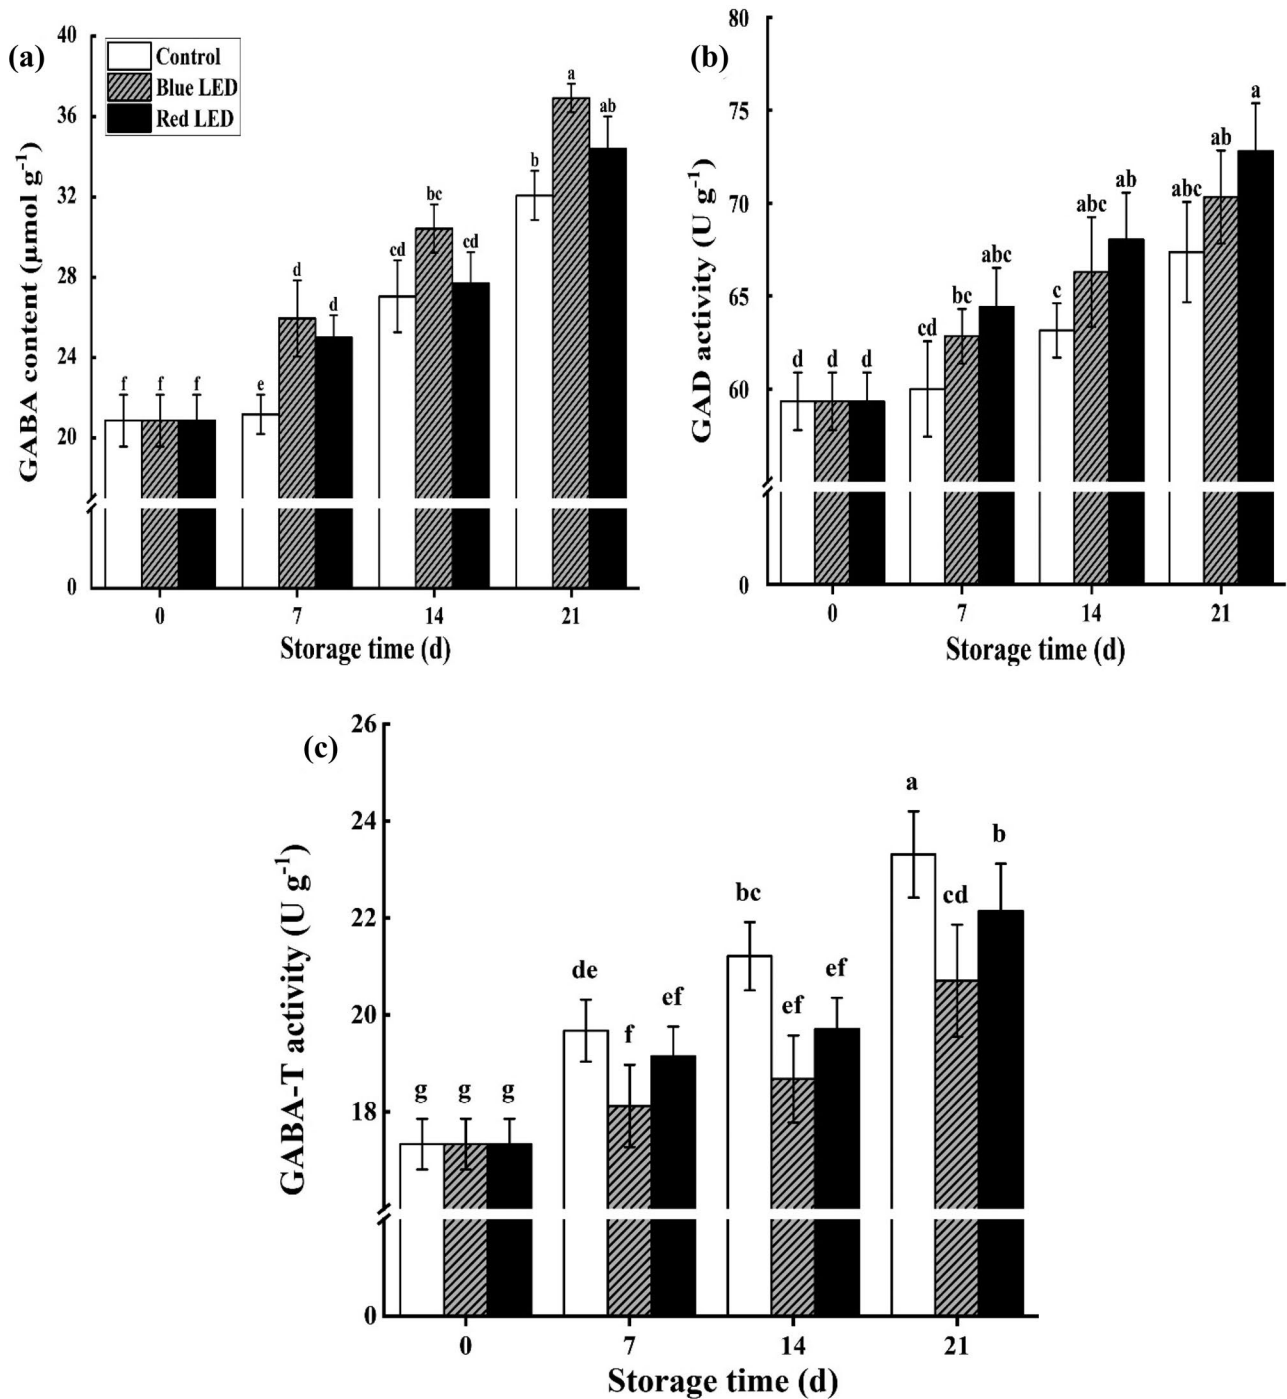 (a)
40
36
32
28
24
20
0
GABA content (μmol g-1)
Control
Blue LED
Red LED
f f f
e d d
cd bc cd
b a ab
0 7 14 21
Storage time (d)
(b)
80
75
70
65
60
0
GAD activity (U g-1)
d d d
cd bc abc
c abc ab
abc ab a
0 7 14 21
Storage time (d)
(c)
26
24
22
20
18
0
GABA-T activity (U g-1)
g g g
de f ef
bc ef ef
a cd b
0 7 14 21
Storage time (d)